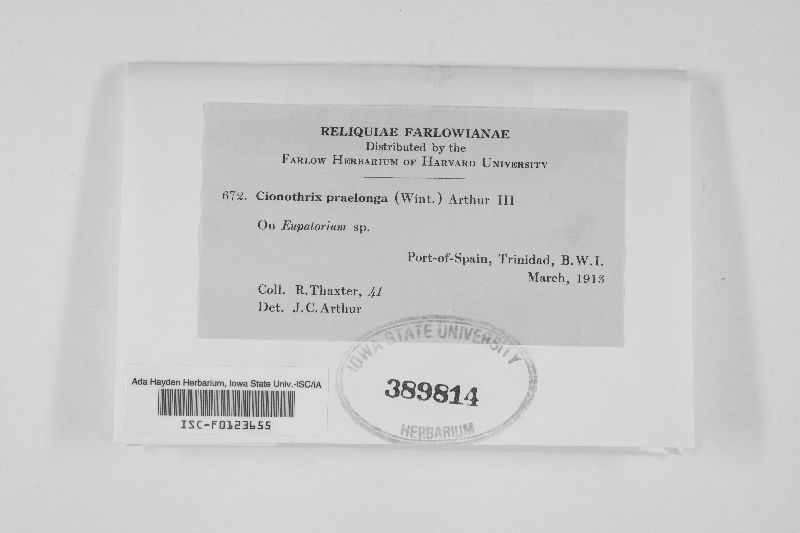 RELIQUIAE FARLOWIANAE
Distributed by the
FARLOW HERBARIUM OF HARVARD UNIVERSITY
672. Cionothrix praelonga (Wint.) Arthur III
On Eupatorium sp.
Port-of-Spain, Trinidad, B.W.I.
March, 1913
Coll. R. Thaxter, 41
Det. J. C. Arthur
IOWA STATE UNIVERSITY
389814
HERBARIUM
Ada Hayden Herbarium, Iowa State Univ.-ISC/IA
ISC-F0123655